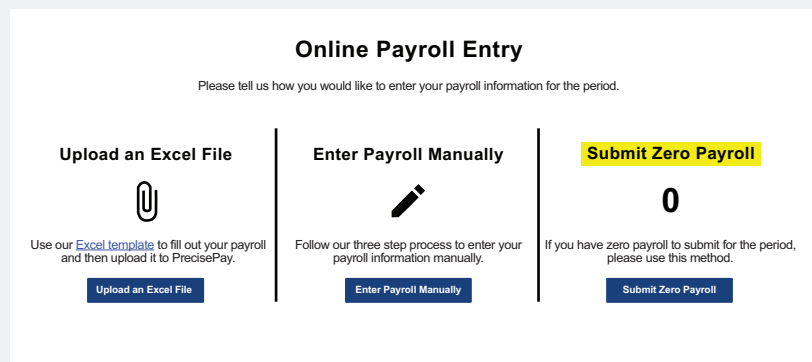 Online Payroll Entry
Please tell us how you would like to enter your payroll information for the period.
Upload an Excel File
Use our Excel template to fill out your payroll
and then upload it to PrecisePay.
Upload an Excel File
Enter Payroll Manually
Follow our three step process to enter your
payroll information manually.
Enter Payroll Manually
Submit Zero Payroll
0
If you have zero payroll to submit for the period,
please use this method.
Submit Zero Payroll